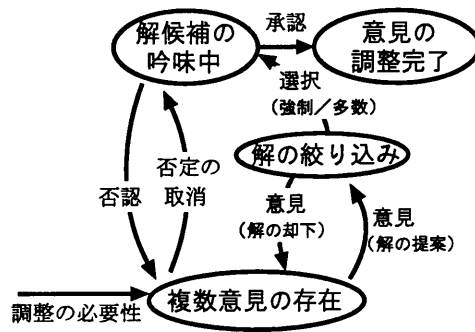 解候補の
吟味中
承認
意見の
調整完了
選択
(強制／多数)
解の絞り込み
否認
否定の
取消
意見
(解の却下)
意見
(解の提案)
調整の必要性
複数意見の存在